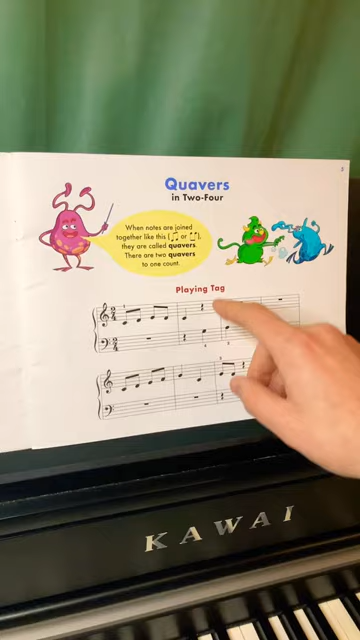 Quavers
in Two-Four
When notes are joined
together like this (♫ or ),
they are called quavers.
There are two quavers
to one count.
Playing Tag
KAWAI